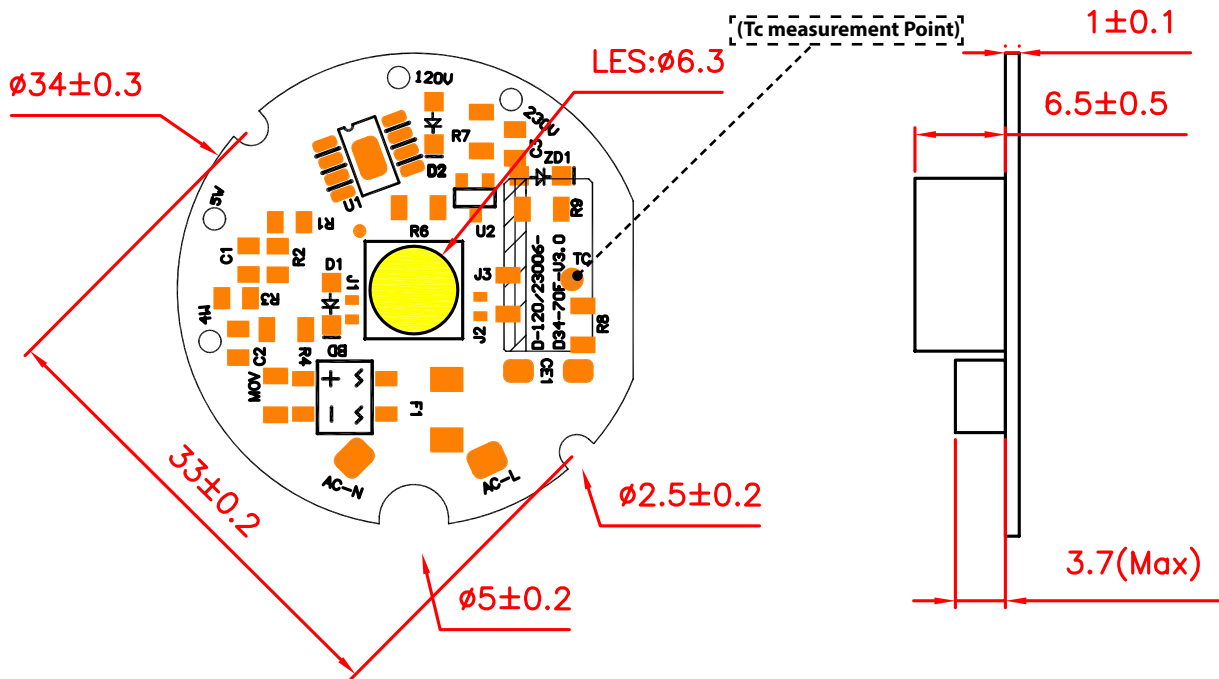 (Tc measurement Point)
1±0.1
LES:ø6.3
ø34±0.3
6.5±0.5
120V
230V
R7
C3
D2
ZD1
U1
5W
R1
R6
U2
R9
C1
R2
D1
J1
J3
TC
D-120/23006-
D34-70F-V3.0
R3
4W
J2
R8
C2
R4
BD
MOV
CE1
F1
+
-
AC-N
AC-L
33±0.2
ø2.5±0.2
3.7(Max)
ø5±0.2